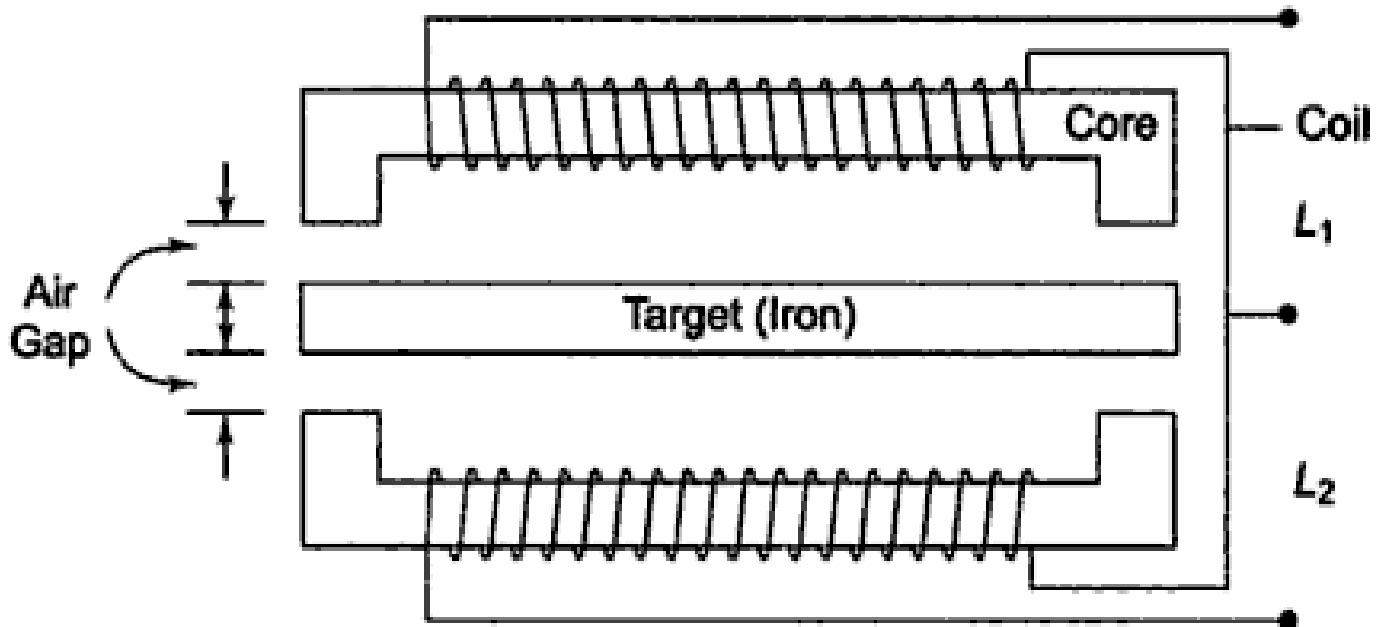 Core
Coil
L₁
Air
Gap
Target (Iron)
L₂